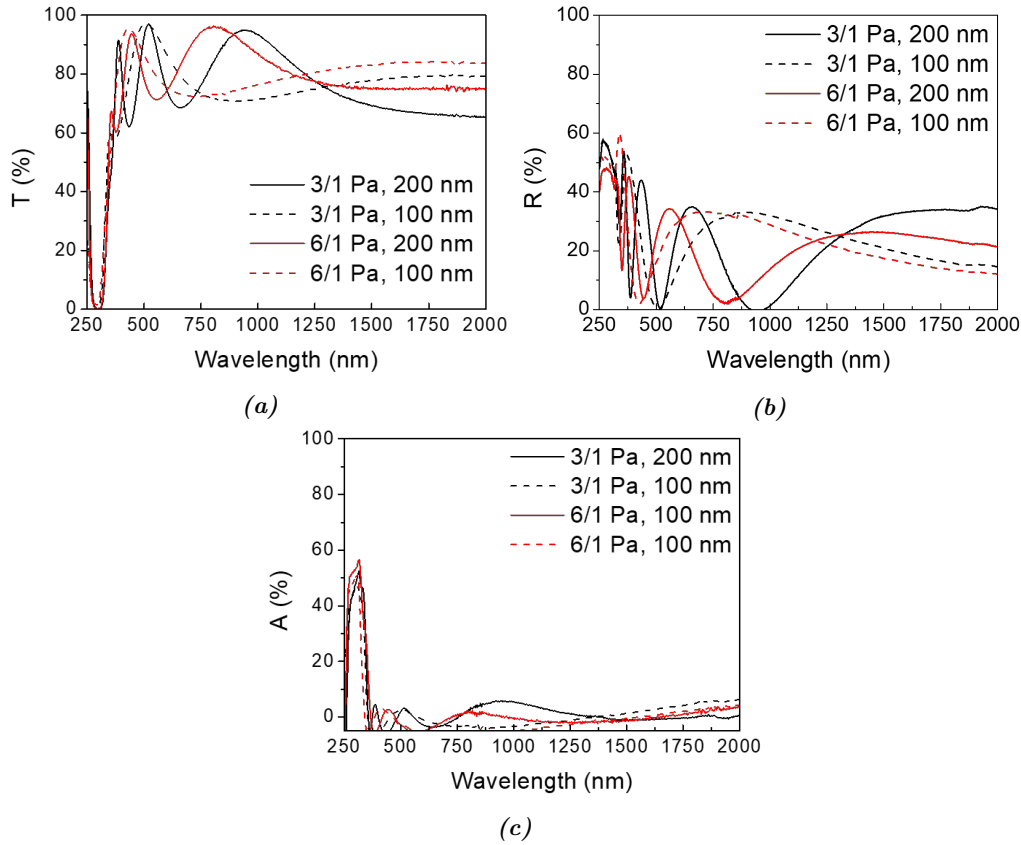 100
80
60
40
20
0
T (%)
3/1 Pa, 200 nm
3/1 Pa, 100 nm
6/1 Pa, 200 nm
6/1 Pa, 100 nm
250 500 750 1000 1250 1500 1750 2000
Wavelength (nm)
(a)
100
80
60
40
20
0
R (%)
3/1 Pa, 200 nm
3/1 Pa, 100 nm
6/1 Pa, 200 nm
6/1 Pa, 100 nm
250 500 750 1000 1250 1500 1750 2000
Wavelength (nm)
(b)
100
80
60
40
20
0
A (%)
3/1 Pa, 200 nm
3/1 Pa, 100 nm
6/1 Pa, 100 nm
6/1 Pa, 100 nm
250 500 750 1000 1250 1500 1750 2000
Wavelength (nm)
(c)